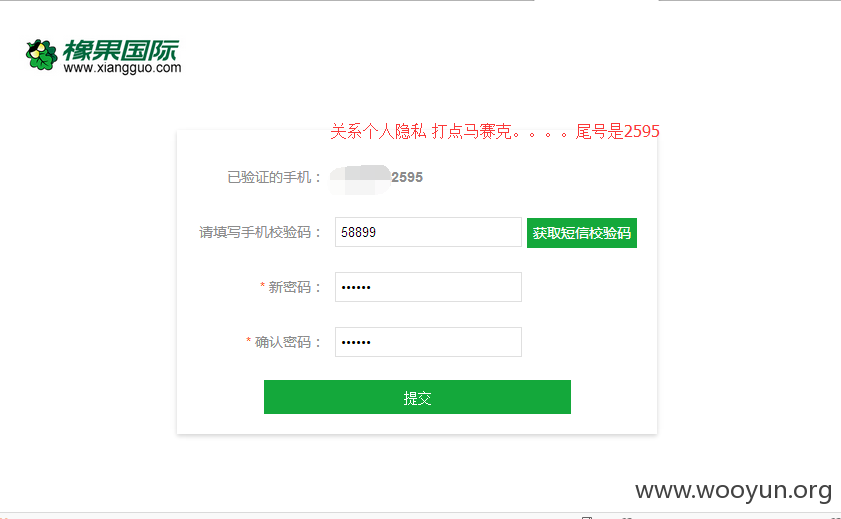 橡果国际
www.xiangguo.com
关系个人隐私 打点马赛克。。。。尾号是2595
已验证的手机： 2595
请填写手机校验码： 58899 获取短信校验码
* 新密码： ••••••
* 确认密码： ••••••
提交
www.wooyun.org